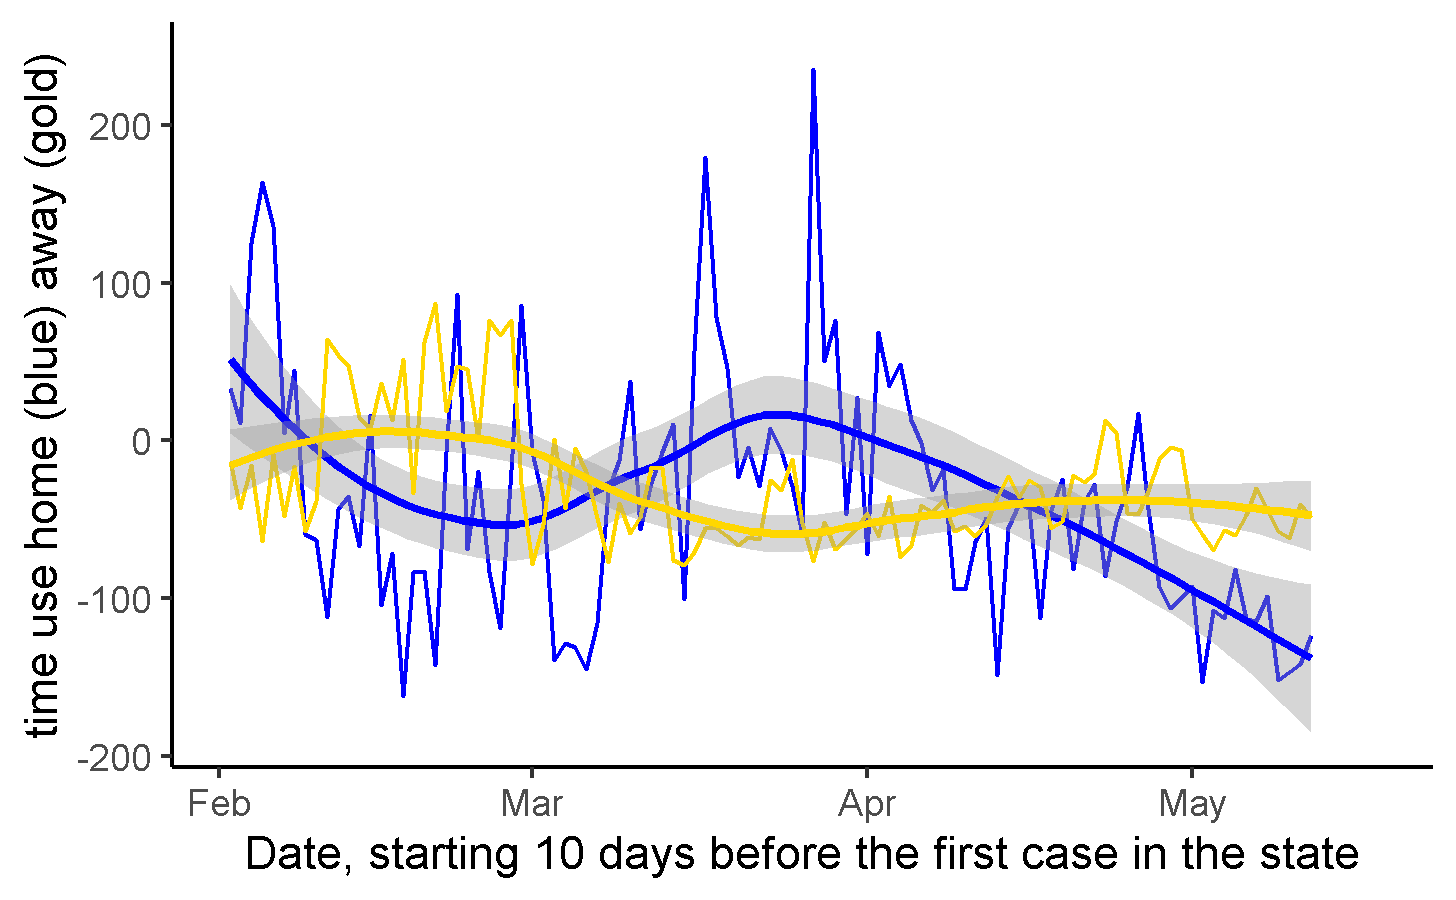 time use home (blue) away (gold)
200
100
0
-100
-200
Feb Mar Apr May
Date, starting 10 days before the first case in the state